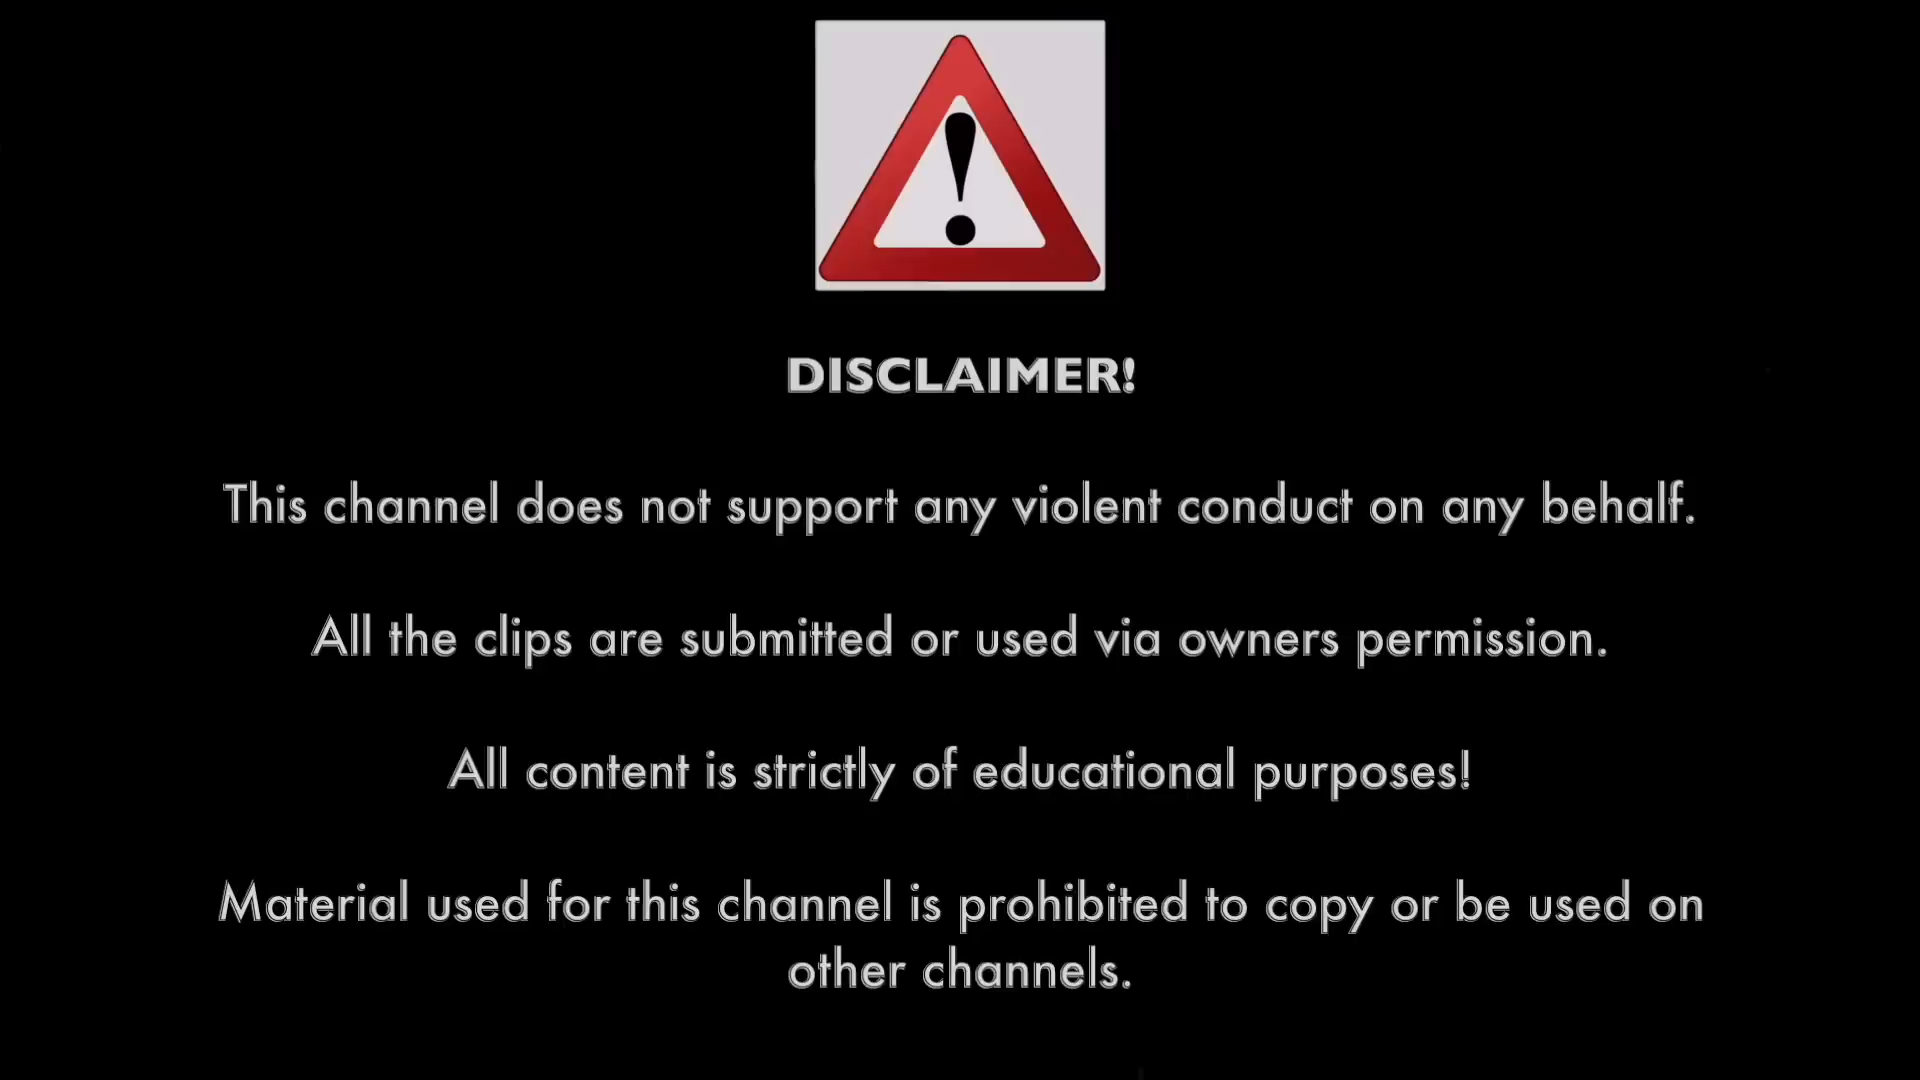 DISCLAIMER!
This channel does not support any violent conduct on any behalf.
All the clips are submitted or used via owners permission.
All content is strictly of educational purposes!
Material used for this channel is prohibited to copy or be used on
other channels.